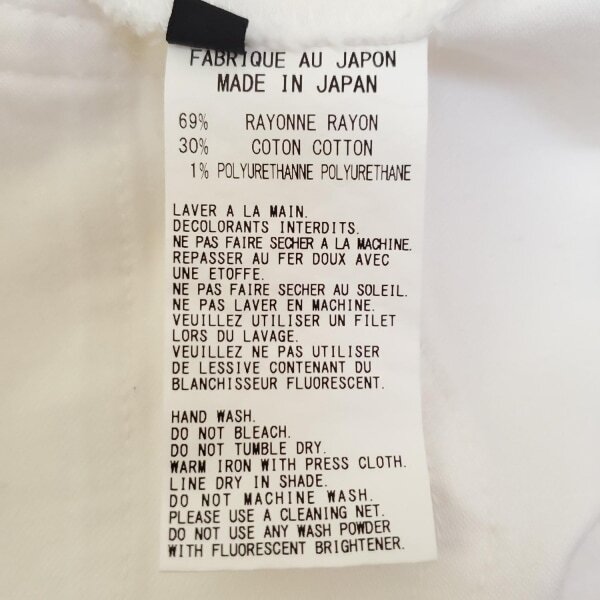 FABRIQUE AU JAPON
MADE IN JAPAN
69% RAYONNE RAYON
30% COTON COTTON
1% POLYURETHANNE POLYURETHANE
LAVER A LA MAIN.
DECOLORANTS INTERDITS.
NE PAS FAIRE SECHER A LA MACHINE.
REPASSER AU FER DOUX AVEC
UNE ETOFFE.
NE PAS FAIRE SECHER AU SOLEIL.
NE PAS LAVER EN MACHINE.
VEUILLEZ UTILISER UN FILET
LORS DU LAVAGE.
VEUILLEZ NE PAS UTILISER
DE LESSIVE CONTENANT DU
BLANCHISSEUR FLUORESCENT.
HAND WASH.
DO NOT BLEACH.
DO NOT TUMBLE DRY.
WARM IRON WITH PRESS CLOTH.
LINE DRY IN SHADE.
DO NOT MACHINE WASH.
PLEASE USE A CLEANING NET.
DO NOT USE ANY WASH POWDER
WITH FLUORESCENT BRIGHTENER.